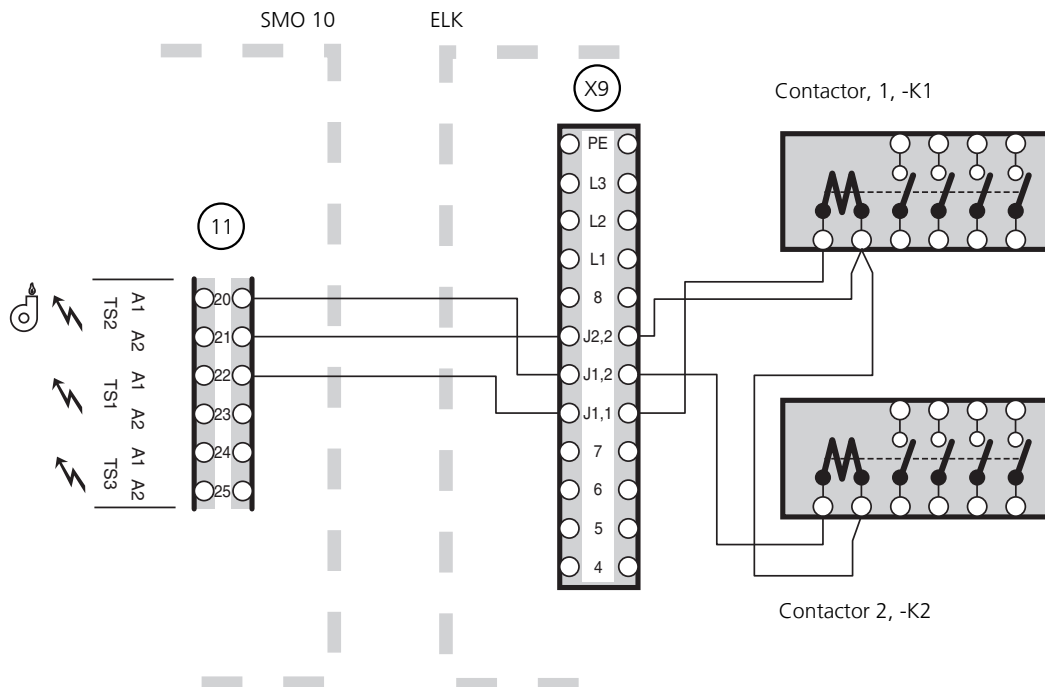 SMO 10
ELK
X9
Contactor, 1, -K1
PE
L3
L2
L1
8
J2,2
J1,2
J1,1
7
6
5
4
11
20
21
22
23
24
25
A1
A2
TS2
A1
A2
TS1
A1
A2
TS3
Contactor 2, -K2